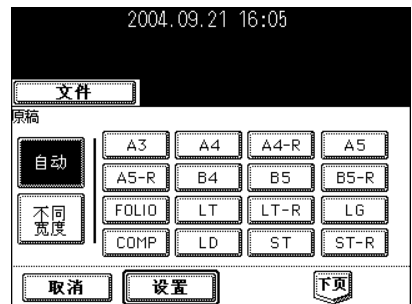 2004.09.21 16:05
文件
原稿
自动
A3 A4 A4-R A5
A5-R B4 B5 B5-R
不同
宽度
FOLIO LT LT-R LG
COMP LD ST ST-R
取消 设置 下页